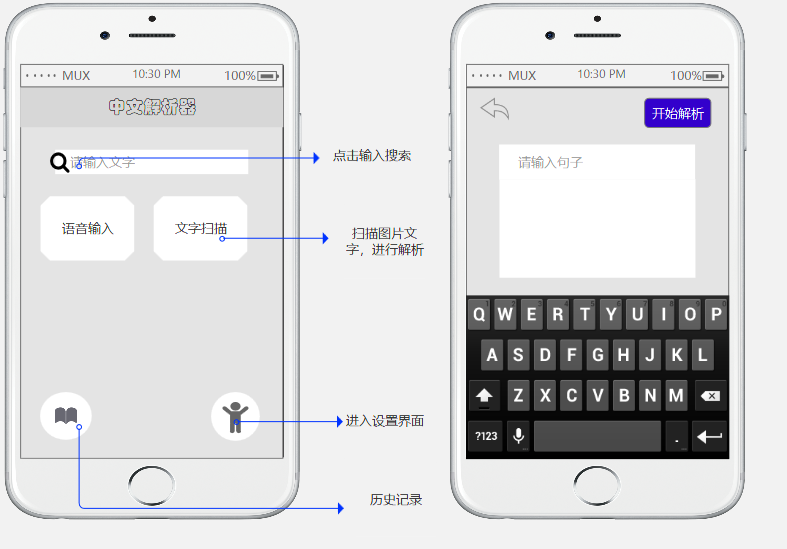 ····· MUX 10:30 PM 100%
中文解析器
请输入文字
语音输入 文字扫描
点击输入搜索
扫描图片文
字，进行解析
进入设置界面
历史记录
····· MUX 10:30 PM 100%
开始解析
请输入句子
Q W E R T Y U I O P
A S D F G H J K L
Z X C V B N M
?123 .